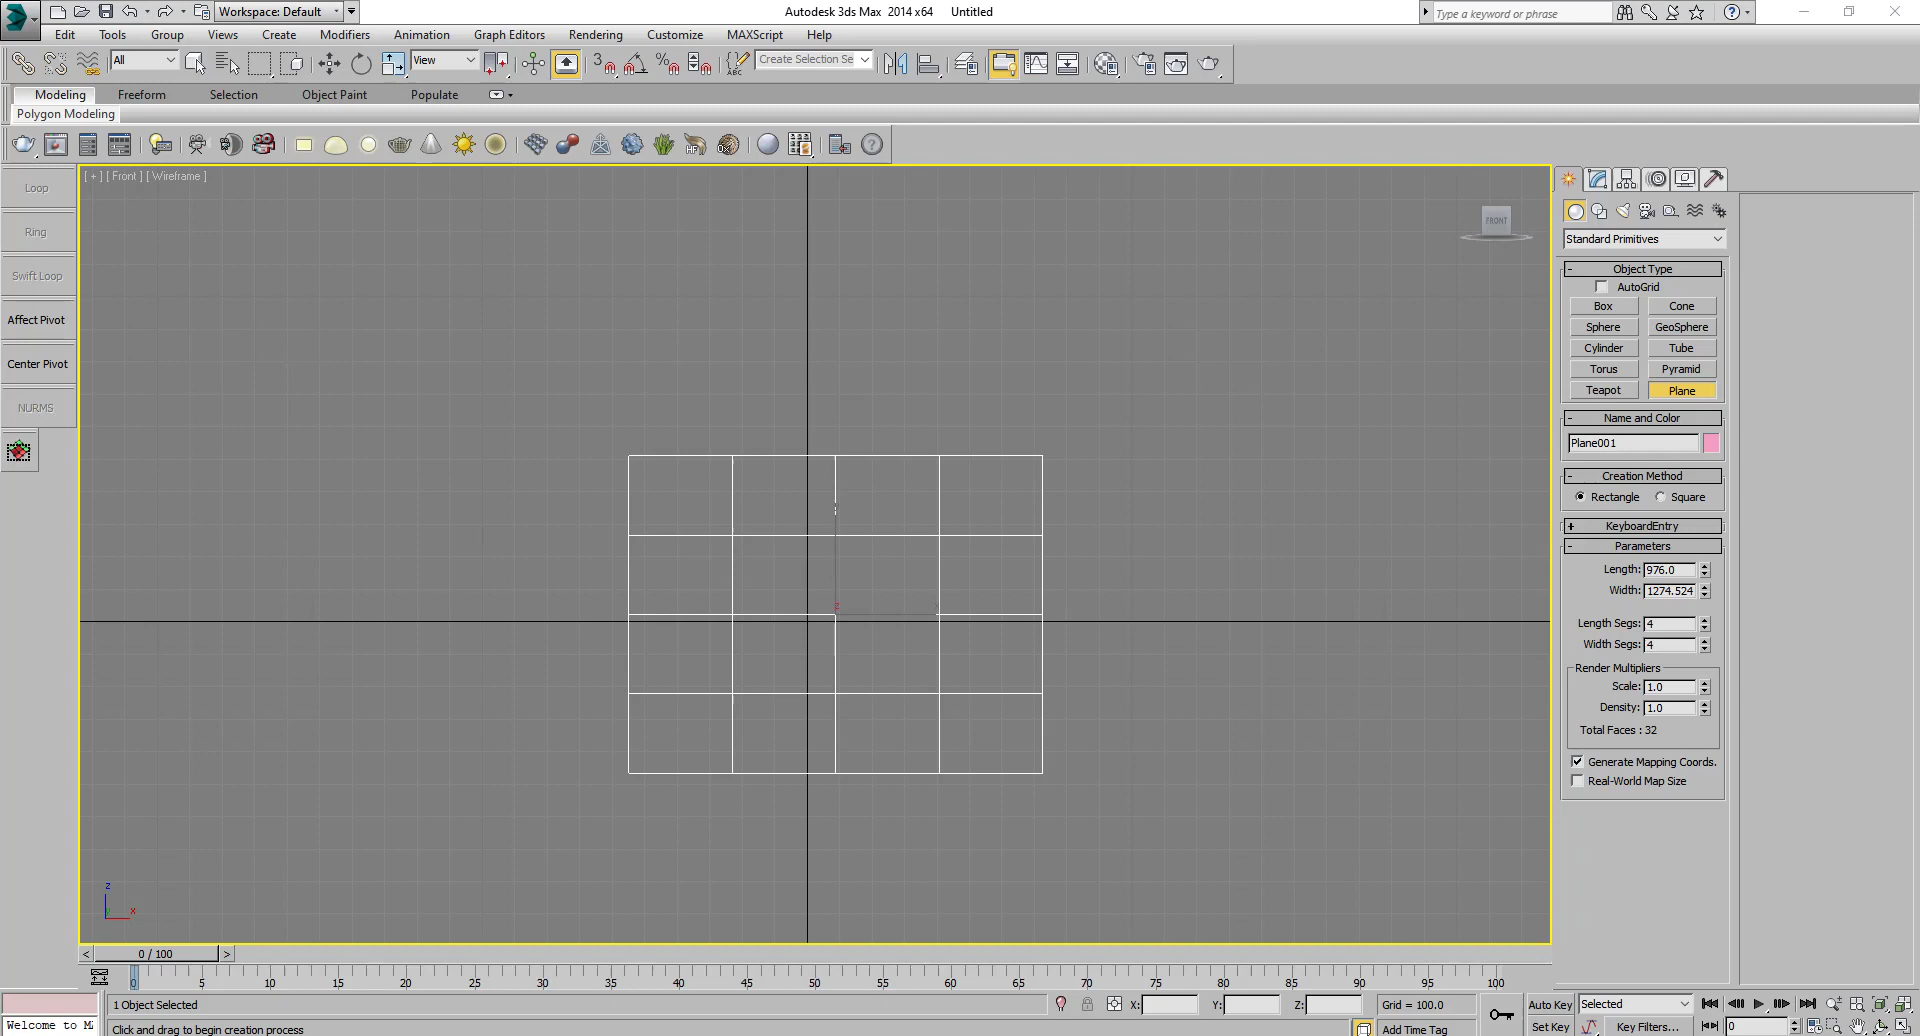 Workspace: Default
Autodesk 3ds Max 2014 x64 Untitled
Type a keyword or phrase
Edit Tools Group Views Create Modifiers Animation Graph Editors Rendering Customize MAXScript Help
All
View
3
Create Selection Se
Modeling Freeform Selection Object Paint Populate
Polygon Modeling
Loop
Ring
Swift Loop
Affect Pivot
Center Pivot
NURMS
[ + ] [ Front ] [ Wireframe ]
FRONT
z
z
x
Standard Primitives
- Object Type
AutoGrid
Box Cone
Sphere GeoSphere
Cylinder Tube
Torus Pyramid
Teapot Plane
- Name and Color
Plane001
- Creation Method
Rectangle Square
+ KeyboardEntry
- Parameters
Length: 976.0
Width: 1274.524
Length Segs: 4
Width Segs: 4
Render Multipliers
Scale: 1.0
Density: 1.0
Total Faces : 32
Generate Mapping Coords.
Real-World Map Size
< 0 / 100 >
0 5 10 15 20 25 30 35 40 45 50 55 60 65 70 75 80 85 90 95 100
1 Object Selected
X: Y: Z: Grid = 100.0
Auto Key Selected
Welcome to M
Click and drag to begin creation process
Add Time Tag
Set Key Key Filters... 0